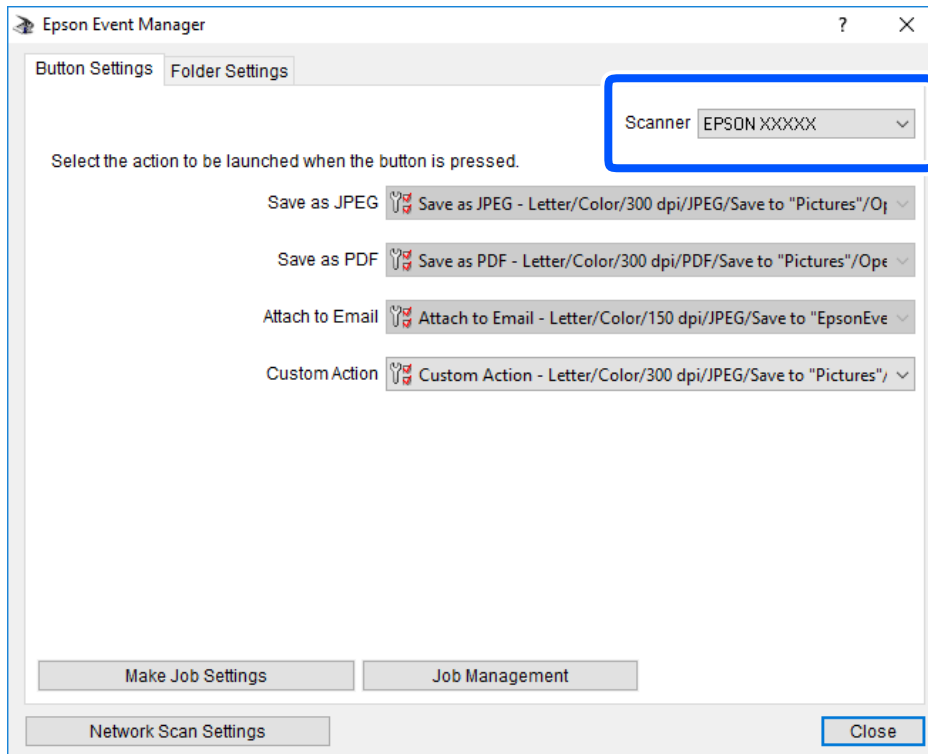 Epson Event Manager
Button Settings Folder Settings
Scanner EPSON XXXXX
Select the action to be launched when the button is pressed.
Save as JPEG Save as JPEG - Letter/Color/300 dpi/JPEG/Save to "Pictures"/Op
Save as PDF Save as PDF - Letter/Color/300 dpi/PDF/Save to "Pictures"/Ope
Attach to Email Attach to Email - Letter/Color/150 dpi/JPEG/Save to "EpsonEve
Custom Action Custom Action - Letter/Color/300 dpi/JPEG/Save to "Pictures"/
Make Job Settings Job Management
Network Scan Settings Close